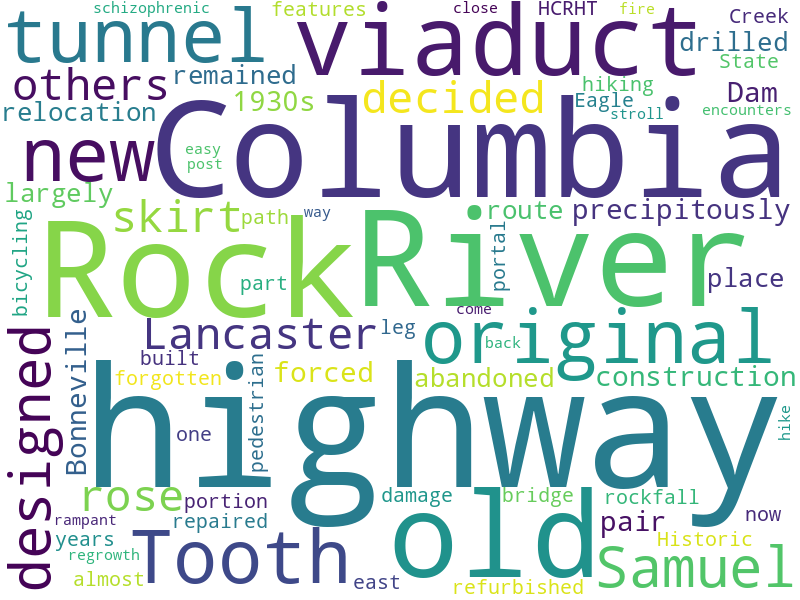 schizophrenic
features
close
HCRHT
fire
Creek
tunnel
viaduct
drilled
State
others
remained
hiking
Dam
relocation
1930s
decided
Eagle
stroll
encounters
new
Columbia
easy
post
largely
skirt
path
way
route
precipitously
bicycling
Rock
River
portal
part
place
come
Lancaster
leg
original
back
built
forgotten
forced
abandoned
construction
designed
Bonneville
pedestrian
highway
one
hike
rose
portion
damage
bridge
rockfall
rampant
repaired
old
pair
now
years
regrowth
Tooth
Historic
almost
east
refurbished
Samuel